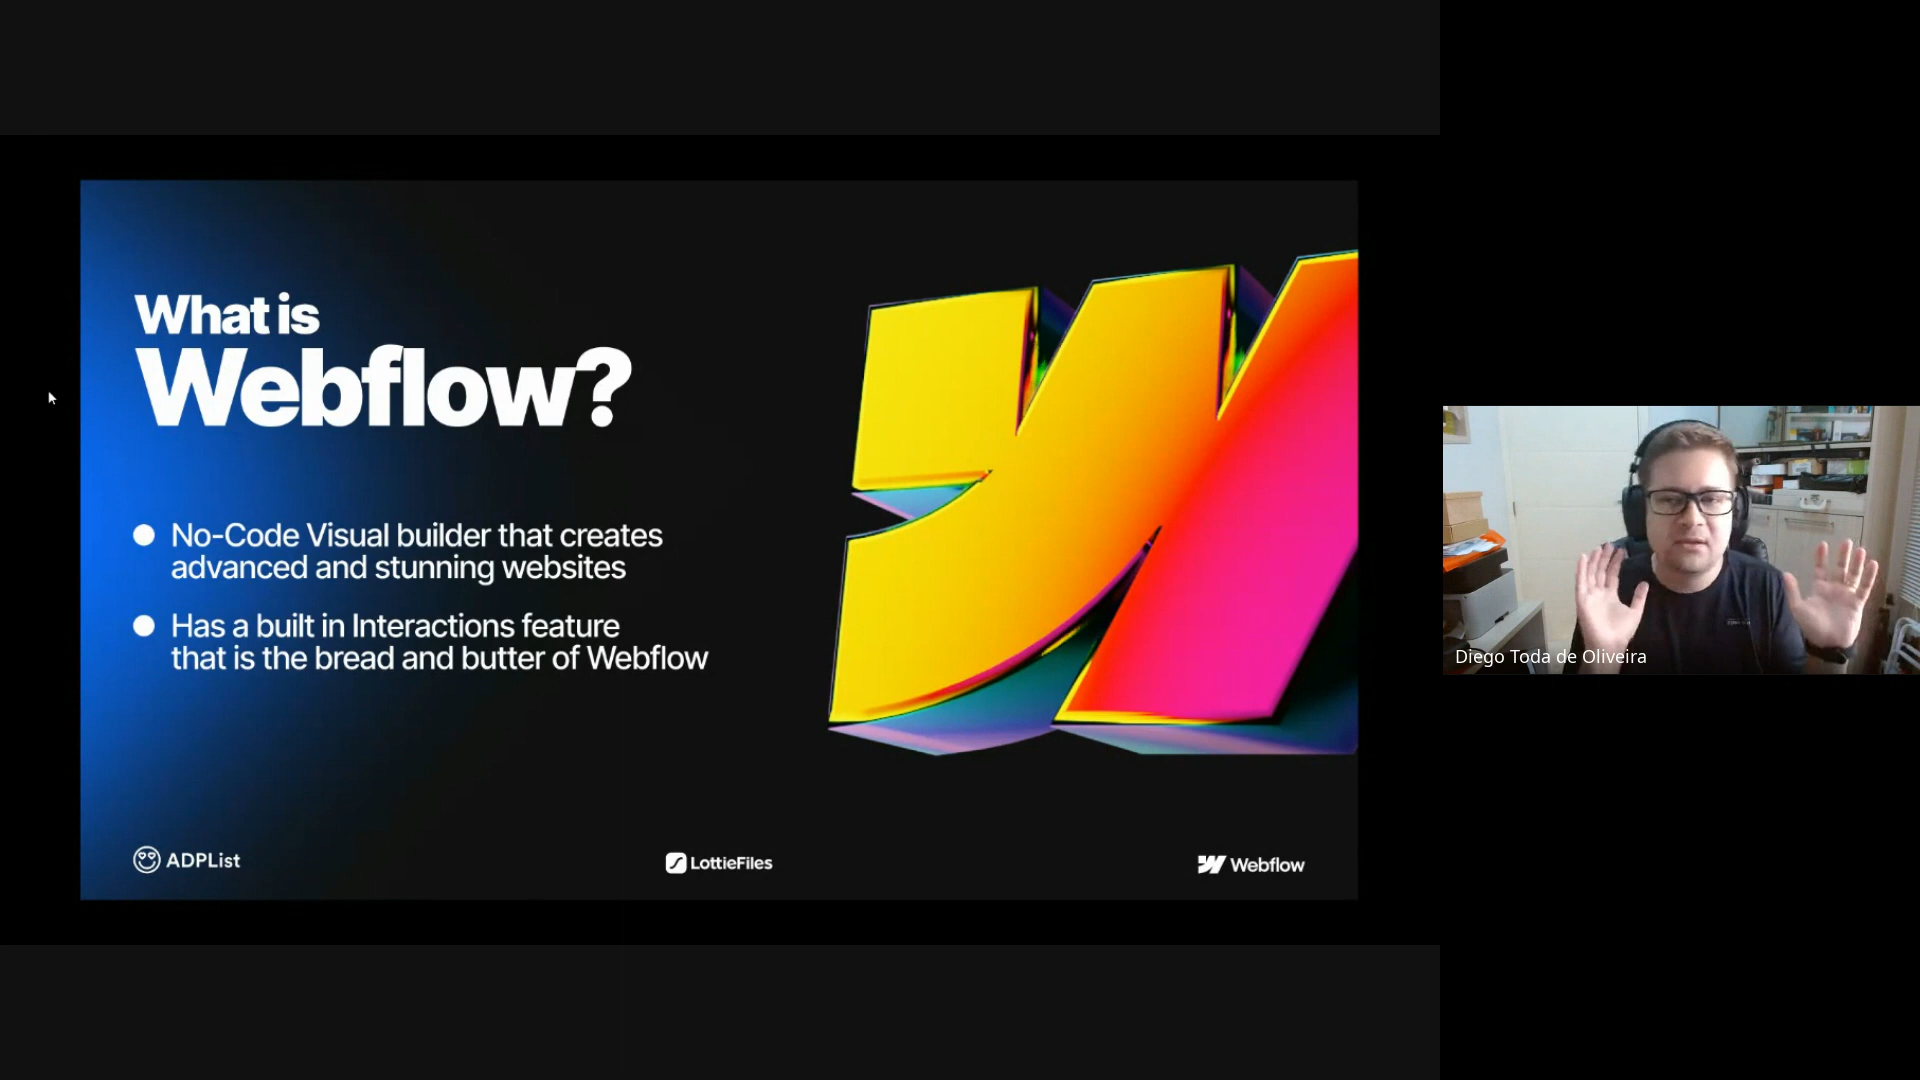 What is
Webflow?
No-Code Visual builder that creates
advanced and stunning websites
Has a built in Interactions feature
that is the bread and butter of Webflow
ADPList
LottieFiles
Webflow
Diego Toda de Oliveira